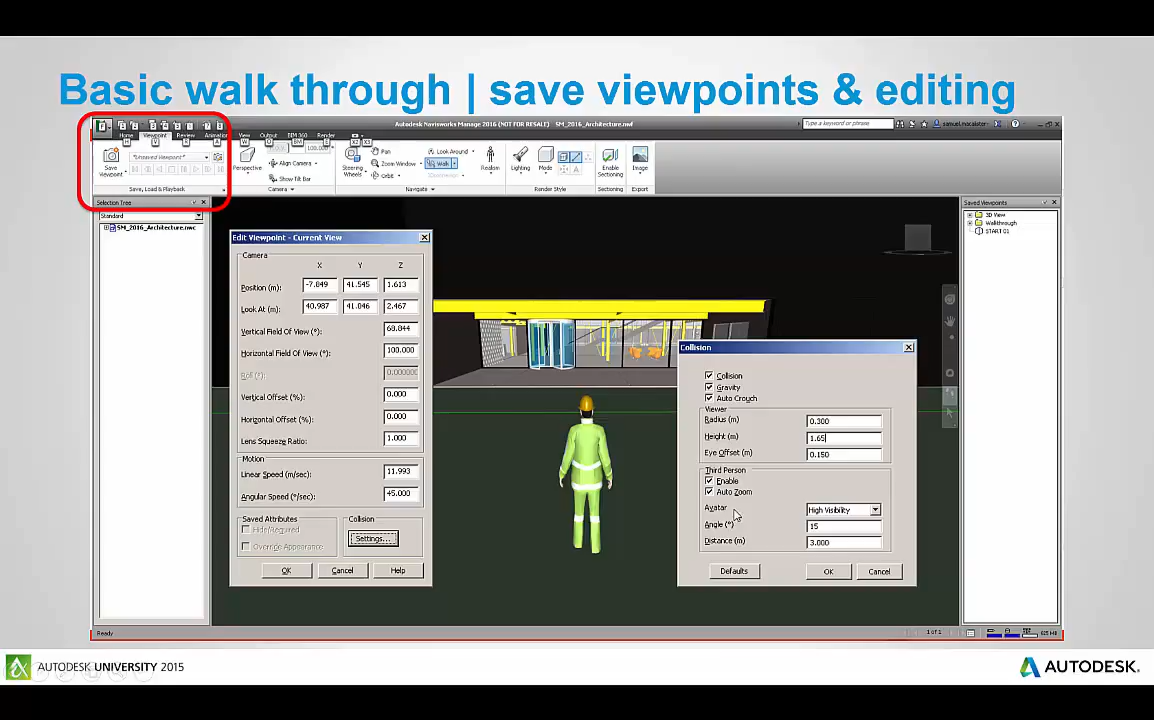 Basic walk through | save viewpoints & editing
Autodesk Navisworks Manage 2016 (NOT FOR RESALE) SM_2016_Architecture.nwf
Type a keyword or phrase
samuel.macalister
Home Viewpoint Review Animation View Output BIM 360 Render
Save Viewpoint
"Unsaved Viewpoint"
Save, Load & Playback
Perspective
Align Camera
Show Tilt Bar
Camera
Steering Wheels
Pan
Zoom Window
Orbit
Look Around
Walk
Realism
Navigate
Lighting
Mode
Render Style
Enable Sectioning
Sectioning
Image
Export
Selection Tree
Standard
SM_2016_Architecture.nwc
Saved Viewpoints
3D View
Walkthrough
START 01
Edit Viewpoint - Current View
Camera
X Y Z
Position (m): -7.849 41.545 1.613
Look At (m): 40.987 41.046 2.467
Vertical Field Of View (°): 68.844
Horizontal Field Of View (°): 100.000
Roll (°):
Vertical Offset (%): 0.000
Horizontal Offset (%): 0.000
Lens Squeeze Ratio: 1.000
Motion
Linear Speed (m/sec): 11.993
Angular Speed (°/sec): 45.000
Saved Attributes
Hide/Required
Override Appearance
Collision
Settings...
OK Cancel Help
Collision
Collision
Gravity
Auto Crouch
Viewer
Radius (m) 0.300
Height (m) 1.65
Eye Offset (m) 0.150
Third Person
Enable
Auto Zoom
Avatar High Visibility
Angle (°) 15
Distance (m) 3.000
Defaults OK Cancel
Ready
1 of 1
AUTODESK UNIVERSITY 2015
AUTODESK.